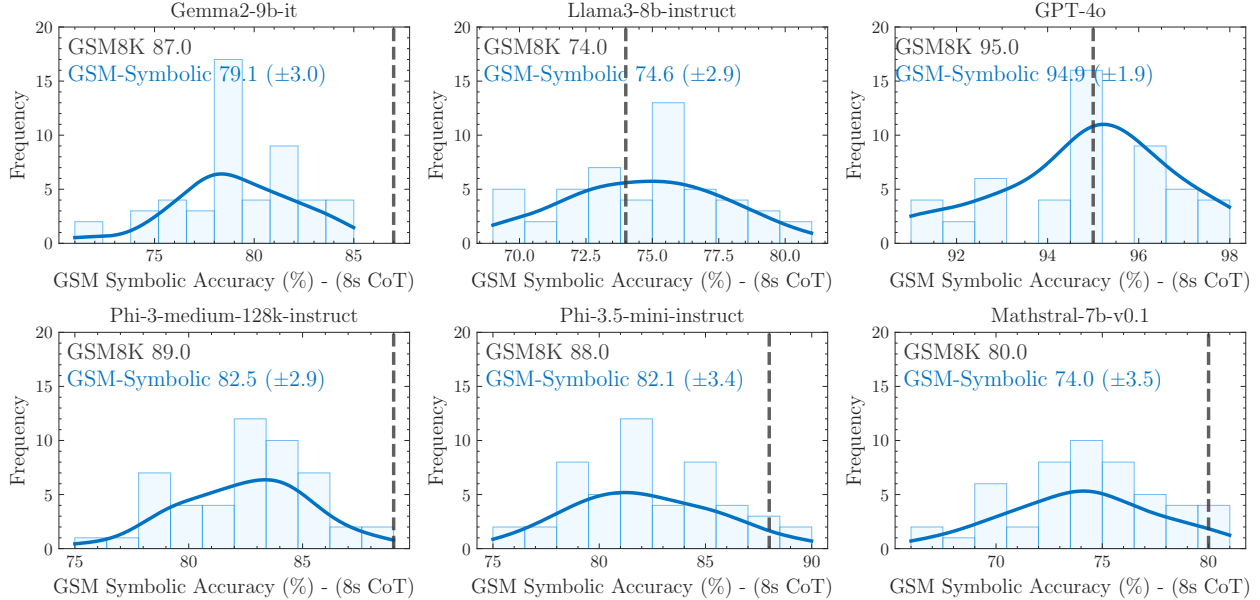 Gemma2-9b-it
GSM8K 87.0
GSM-Symbolic 79.1 (±3.0)
Frequency
0
5
10
15
20
75
80
85
GSM Symbolic Accuracy (%) - (8s CoT)
Llama3-8b-instruct
GSM8K 74.0
GSM-Symbolic 74.6 (±2.9)
Frequency
0
5
10
15
20
70.0
72.5
75.0
77.5
80.0
GSM Symbolic Accuracy (%) - (8s CoT)
GPT-4o
GSM8K 95.0
GSM-Symbolic 94.9 (±1.9)
Frequency
0
5
10
15
20
92
94
96
98
GSM Symbolic Accuracy (%) - (8s CoT)
Phi-3-medium-128k-instruct
GSM8K 89.0
GSM-Symbolic 82.5 (±2.9)
Frequency
0
5
10
15
20
75
80
85
GSM Symbolic Accuracy (%) - (8s CoT)
Phi-3.5-mini-instruct
GSM8K 88.0
GSM-Symbolic 82.1 (±3.4)
Frequency
0
5
10
15
20
75
80
85
90
GSM Symbolic Accuracy (%) - (8s CoT)
Mathstral-7b-v0.1
GSM8K 80.0
GSM-Symbolic 74.0 (±3.5)
Frequency
0
5
10
15
20
70
75
80
GSM Symbolic Accuracy (%) - (8s CoT)